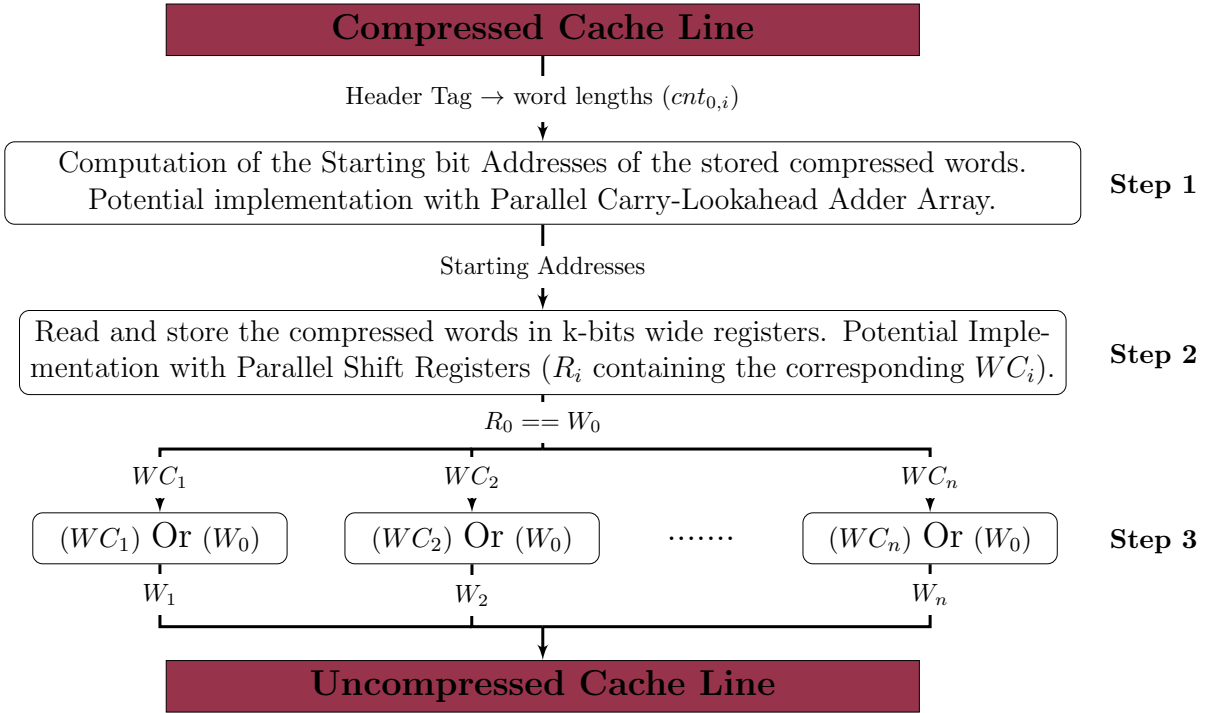 Compressed Cache Line
Header Tag → word lengths (cnt₀,ᵢ)
Computation of the Starting bit Addresses of the stored compressed words.
Potential implementation with Parallel Carry-Lookahead Adder Array.
Step 1
Starting Addresses
Read and store the compressed words in k-bits wide registers. Potential Imple-
mentation with Parallel Shift Registers (Rᵢ containing the corresponding WCᵢ).
Step 2
R₀ == W₀
WC₁ WC₂ WCₙ
(WC₁) Or (W₀) (WC₂) Or (W₀) ....... (WCₙ) Or (W₀) Step 3
W₁ W₂ Wₙ
Uncompressed Cache Line